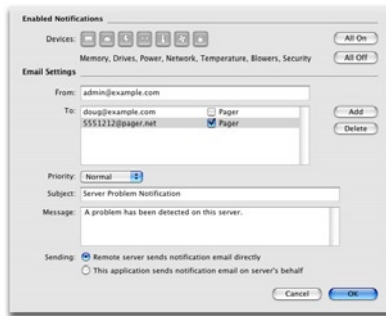 Enabled Notifications
Devices:
All On
Memory, Drives, Power, Network, Temperature, Blowers, Security
All Off
Email Settings
From: admin@example.com
To: doug@example.com Pager
Add
5551212@pager.net Pager
Delete
Priority: Normal
Subject: Server Problem Notification
Message: A problem has been detected on this server.
Sending: Remote server sends notification email directly
This application sends notification email on server's behalf
Cancel OK